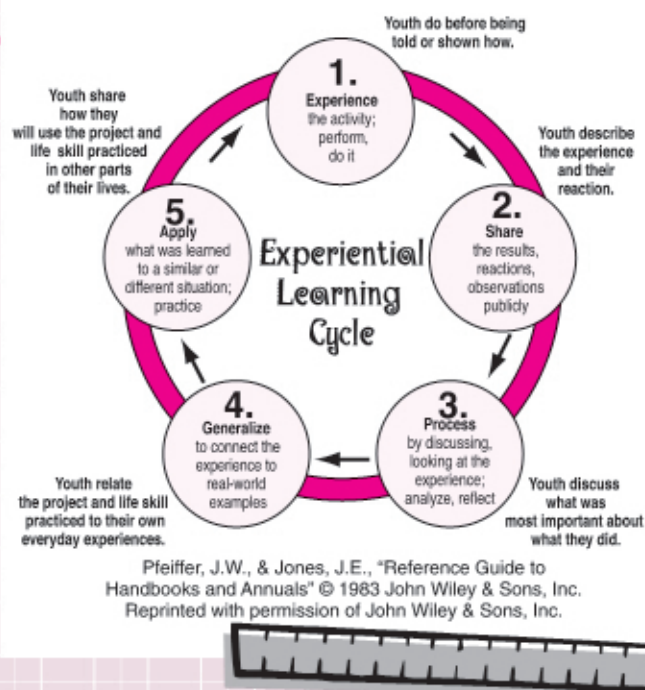 Youth do before being
told or shown how.
1.
Experience
the activity;
perform,
do it
Youth describe
the experience
and their
reaction.
2.
Share
the results,
reactions,
observations
publicly
3.
Process
by discussing,
looking at the
experience;
analyze, reflect
Youth discuss
what was
most important about
what they did.
4.
Generalize
to connect the
experience to
real-world
examples
Youth relate
the project and life skill
practiced to their own
everyday experiences.
5.
Apply
what was learned
to a similar or
different situation;
practice
Youth share
how they
will use the project and
life skill practiced
in other parts
of their lives.
Experiential
Learning
Cycle
Pfeiffer, J.W., & Jones, J.E., “Reference Guide to
Handbooks and Annuals” © 1983 John Wiley & Sons, Inc.
Reprinted with permission of John Wiley & Sons, Inc.